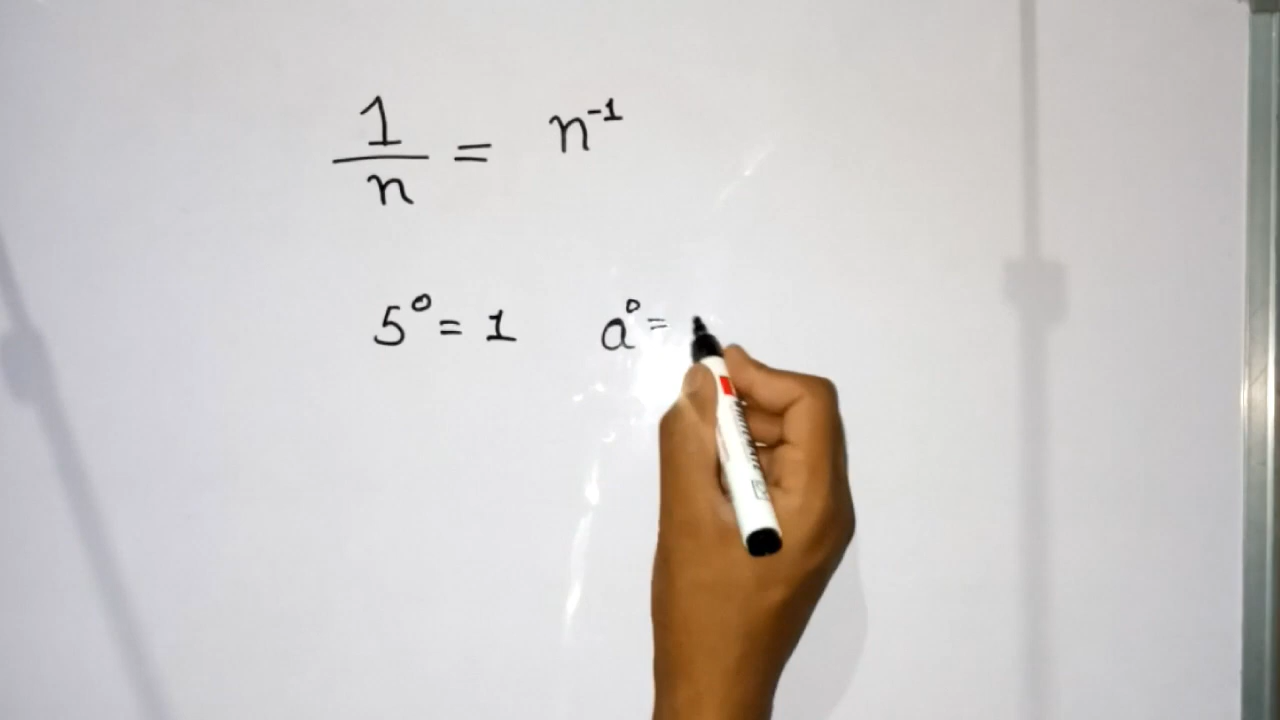 1/n = n⁻¹
5⁰ = 1 a⁰ =